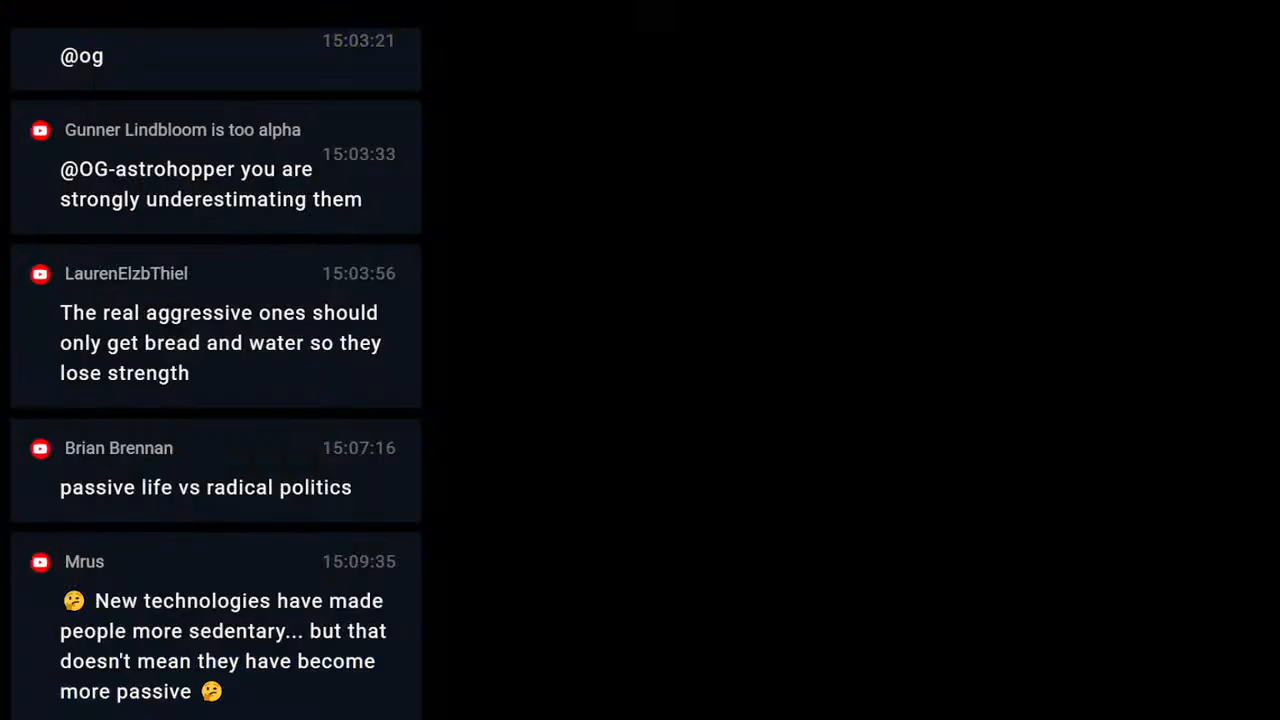 15:03:21
@og
Gunner Lindbloom is too alpha
15:03:33
@OG-astrohopper you are
strongly underestimating them
LaurenElzbThiel 15:03:56
The real aggressive ones should
only get bread and water so they
lose strength
Brian Brennan 15:07:16
passive life vs radical politics
Mrus 15:09:35
🤔 New technologies have made
people more sedentary... but that
doesn't mean they have become
more passive 🤔